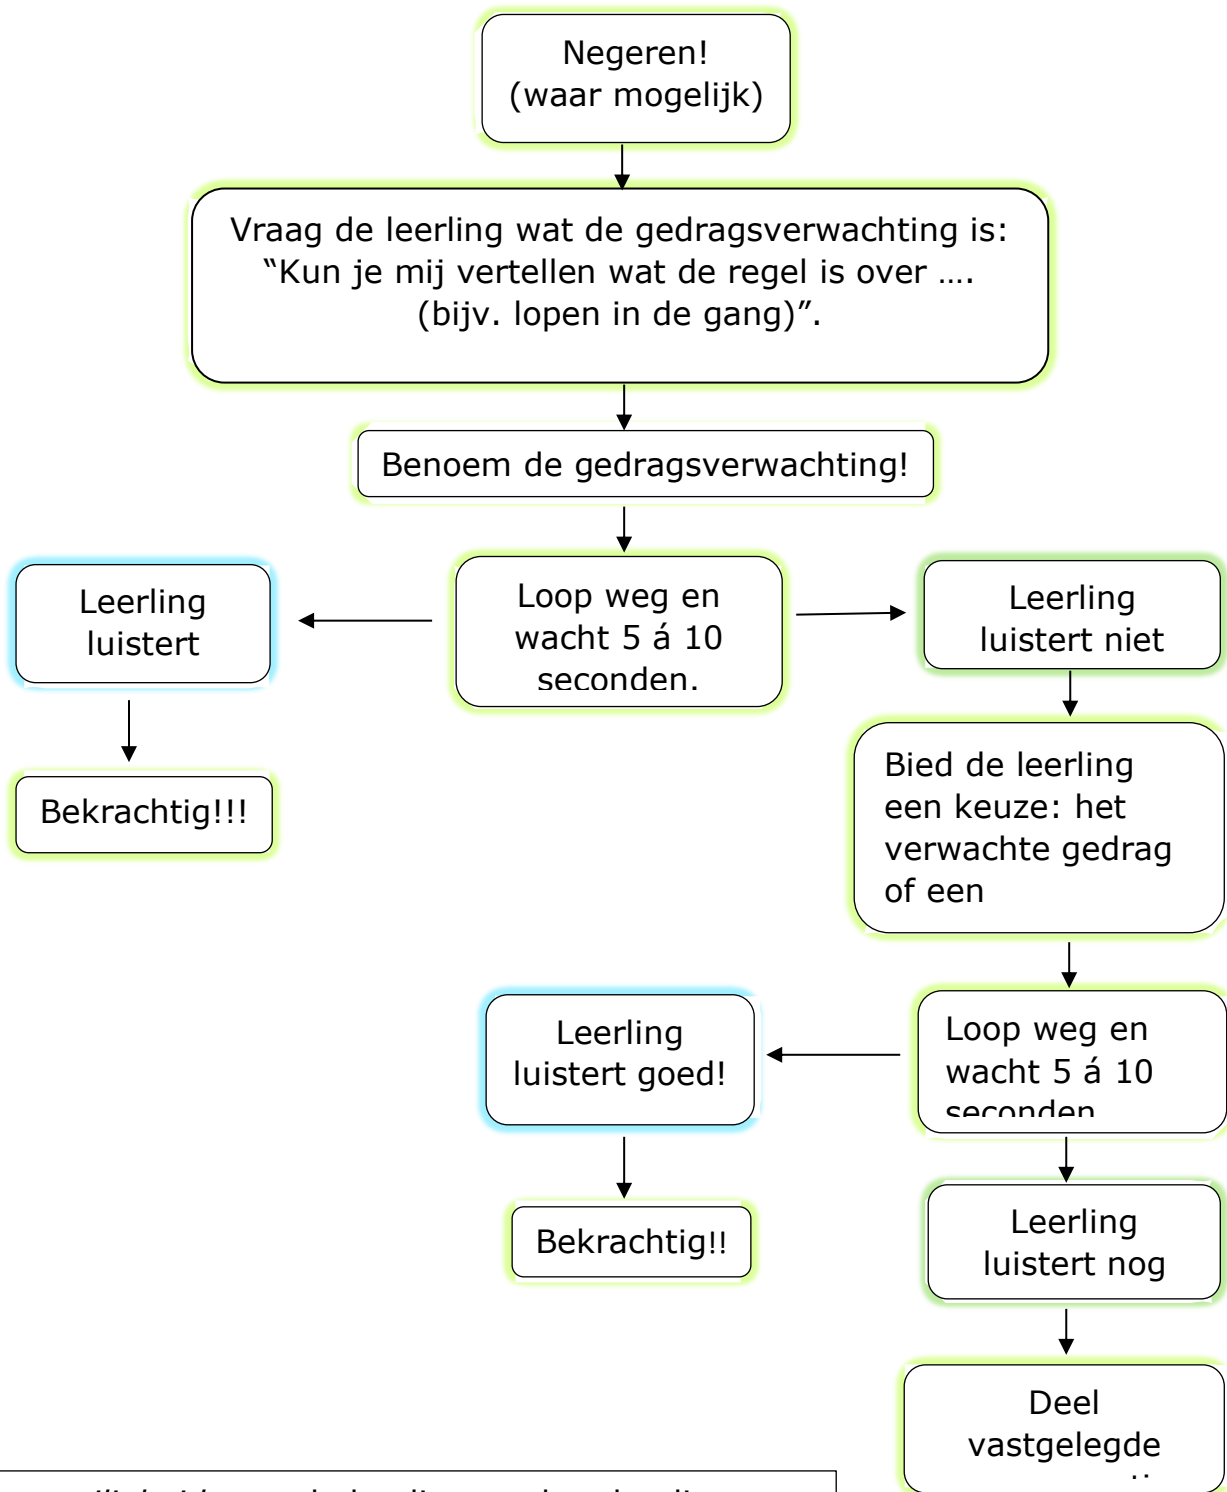 Negeren!
(waar mogelijk)
Vraag de leerling wat de gedragsverwachting is:
“Kun je mij vertellen wat de regel is over ....
(bijv. lopen in de gang)”.
Benoem de gedragsverwachting!
Leerling
luistert
Loop weg en
wacht 5 á 10
seconden.
Leerling
luistert niet
Bekrachtig!!!
Bied de leerling
een keuze: het
verwachte gedrag
of een
Leerling
luistert goed!
Loop weg en
wacht 5 á 10
seconden
Bekrachtig!!
Leerling
luistert nog
Deel
vastgelegde